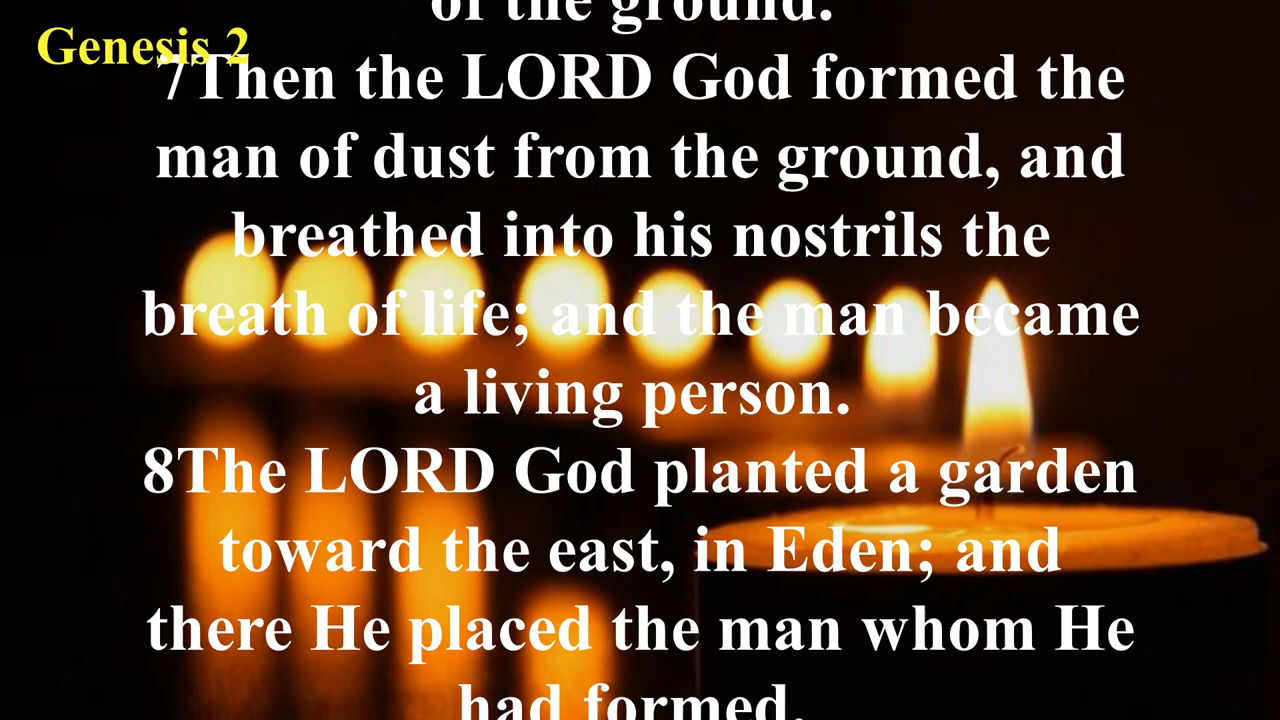 of the ground.
Genesis 2
7Then the LORD God formed the
man of dust from the ground, and
breathed into his nostrils the
breath of life; and the man became
a living person.
8The LORD God planted a garden
toward the east, in Eden; and
there He placed the man whom He
had formed.